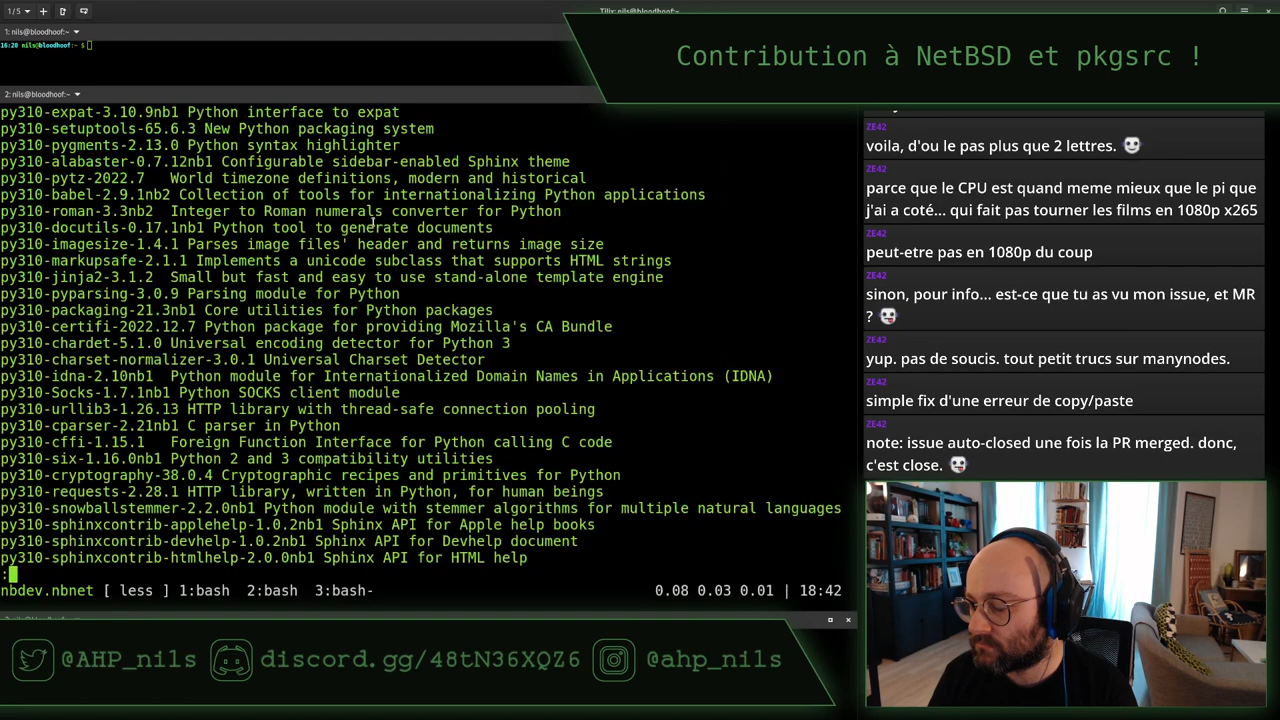 1/5
Tilix: nils@bloodhoof:~
1: nils@bloodhoof:~
16:20 nils@bloodhoof:~ $
Contribution à NetBSD et pkgsrc !
2: nils@bloodhoof:~
py310-expat-3.10.9nb1 Python interface to expat
py310-setuptools-65.6.3 New Python packaging system
py310-pygments-2.13.0 Python syntax highlighter
py310-alabaster-0.7.12nb1 Configurable sidebar-enabled Sphinx theme
py310-pytz-2022.7   World timezone definitions, modern and historical
py310-babel-2.9.1nb2 Collection of tools for internationalizing Python applications
py310-roman-3.3nb2  Integer to Roman numerals converter for Python
py310-docutils-0.17.1nb1 Python tool to generate documents
py310-imagesize-1.4.1 Parses image files' header and returns image size
py310-markupsafe-2.1.1 Implements a unicode subclass that supports HTML strings
py310-jinja2-3.1.2  Small but fast and easy to use stand-alone template engine
py310-pyparsing-3.0.9 Parsing module for Python
py310-packaging-21.3nb1 Core utilities for Python packages
py310-certifi-2022.12.7 Python package for providing Mozilla's CA Bundle
py310-chardet-5.1.0 Universal encoding detector for Python 3
py310-charset-normalizer-3.0.1 Universal Charset Detector
py310-idna-2.10nb1  Python module for Internationalized Domain Names in Applications (IDNA)
py310-Socks-1.7.1nb1 Python SOCKS client module
py310-urllib3-1.26.13 HTTP library with thread-safe connection pooling
py310-cparser-2.21nb1 C parser in Python
py310-cffi-1.15.1   Foreign Function Interface for Python calling C code
py310-six-1.16.0nb1 Python 2 and 3 compatibility utilities
py310-cryptography-38.0.4 Cryptographic recipes and primitives for Python
py310-requests-2.28.1 HTTP library, written in Python, for human beings
py310-snowballstemmer-2.2.0nb1 Python module with stemmer algorithms for multiple natural languages
py310-sphinxcontrib-applehelp-1.0.2nb1 Sphinx API for Apple help books
py310-sphinxcontrib-devhelp-1.0.2nb1 Sphinx API for Devhelp document
py310-sphinxcontrib-htmlhelp-2.0.0nb1 Sphinx API for HTML help
:
nbdev.nbnet [ less ] 1:bash  2:bash  3:bash-
0.08 0.03 0.01 | 18:42
ZE42
voila, d'ou le pas plus que 2 lettres.
ZE42
parce que le CPU est quand meme mieux que le pi que
j'ai a coté... qui fait pas tourner les films en 1080p x265
ZE42
peut-etre pas en 1080p du coup
ZE42
sinon, pour info... est-ce que tu as vu mon issue, et MR
?
ZE42
yup. pas de soucis. tout petit trucs sur manynodes.
ZE42
simple fix d'une erreur de copy/paste
ZE42
note: issue auto-closed une fois la PR merged. donc,
c'est close.
@AHP_nils
discord.gg/48tN36XQZ6
@ahp_nils